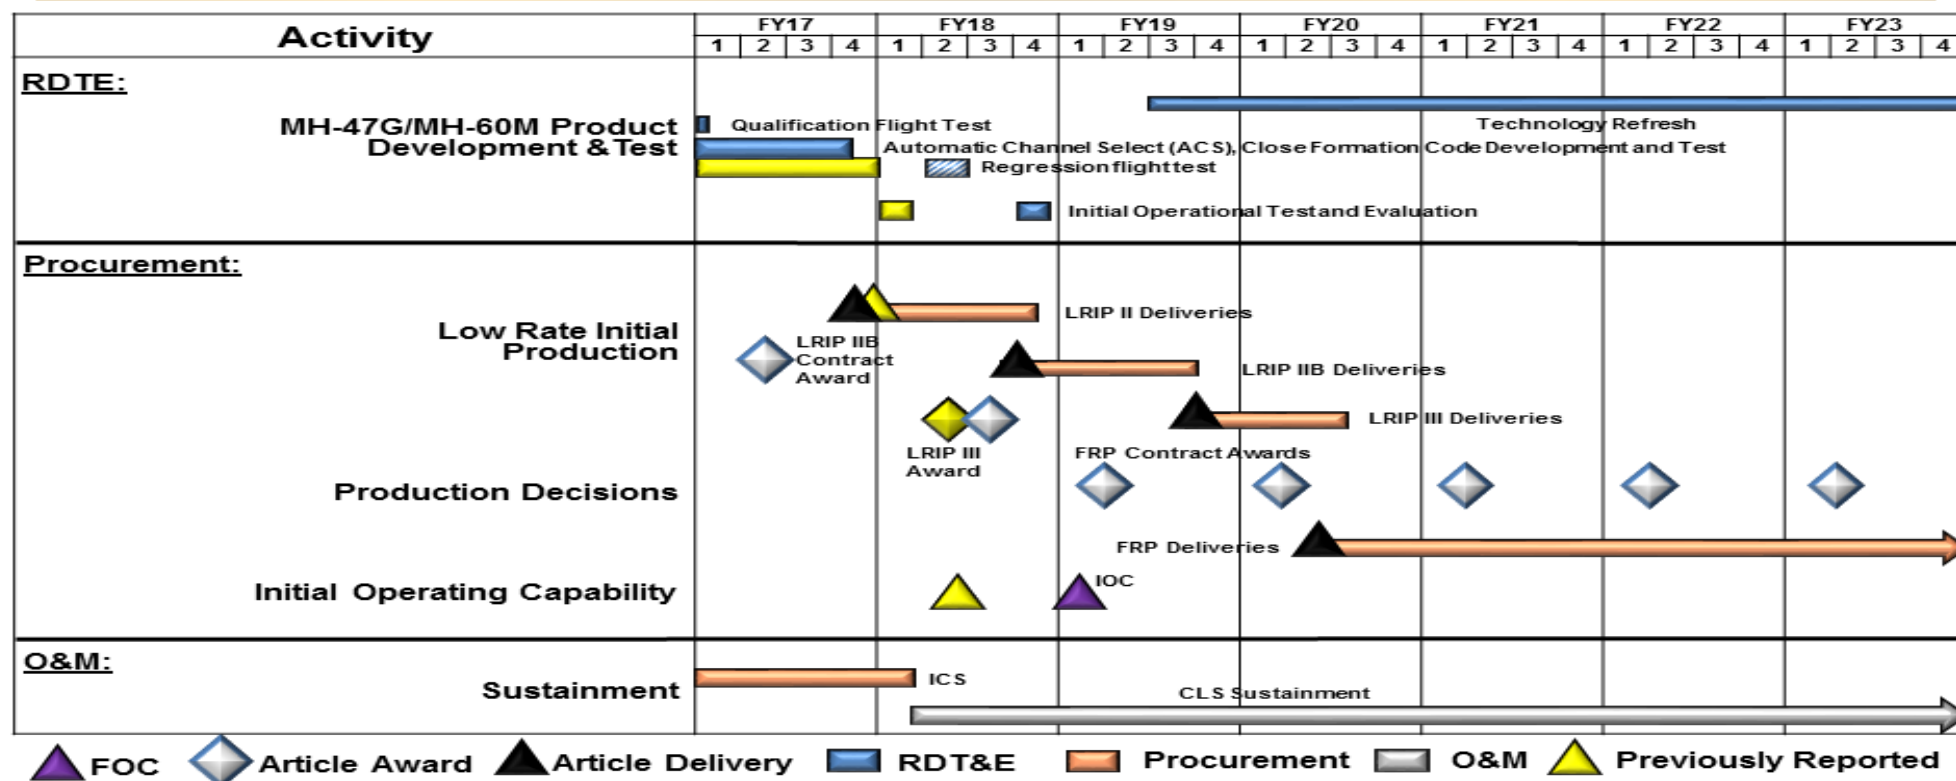 Activity
FY17 FY18 FY19 FY20 FY21 FY22 FY23
1 2 3 4 1 2 3 4 1 2 3 4 1 2 3 4 1 2 3 4 1 2 3 4 1 2 3 4
RDTE:
MH-47G/MH-60M Product
Development & Test
Qualification Flight Test
Technology Refresh
Automatic Channel Select (ACS), Close Formation Code Development and Test
Regression flight test
Initial Operational Test and Evaluation
Procurement:
Low Rate Initial
Production
LRIP II Deliveries
LRIP IIB
Contract
Award
LRIP IIB Deliveries
LRIP III Deliveries
LRIP III
Award
FRP Contract Awards
Production Decisions
FRP Deliveries
Initial Operating Capability
IOC
O&M:
Sustainment
ICS
CLS Sustainment
FOC Article Award Article Delivery RDT&E Procurement O&M Previously Reported